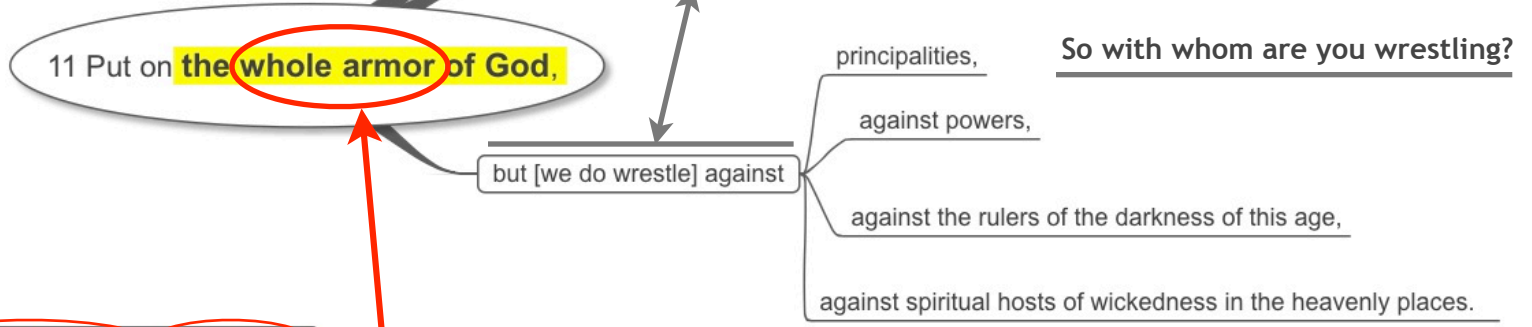 11 Put on the whole armor of God,
principalities,
So with whom are you wrestling?
against powers,
but [we do wrestle] against
against the rulers of the darkness of this age,
against spiritual hosts of wickedness in the heavenly places.